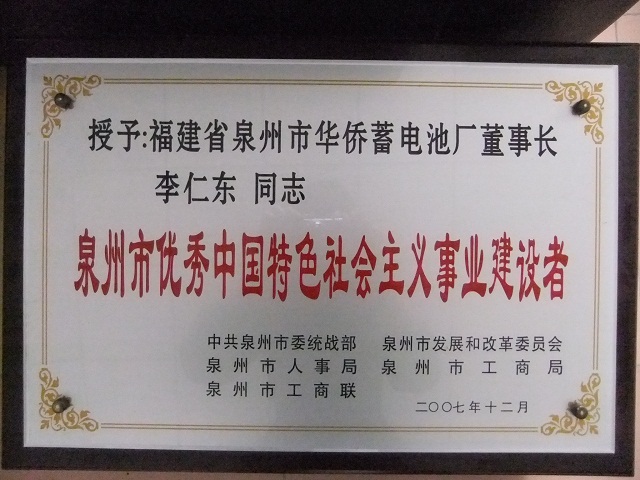 授予:福建省泉州市华侨蓄电池厂董事长
李仁东 同志
泉州市优秀中国特色社会主义事业建设者
中共泉州市委统战部 泉州市发展和改革委员会
泉州市人事局 泉州市工商局
泉州市工商联
二〇〇七年十二月